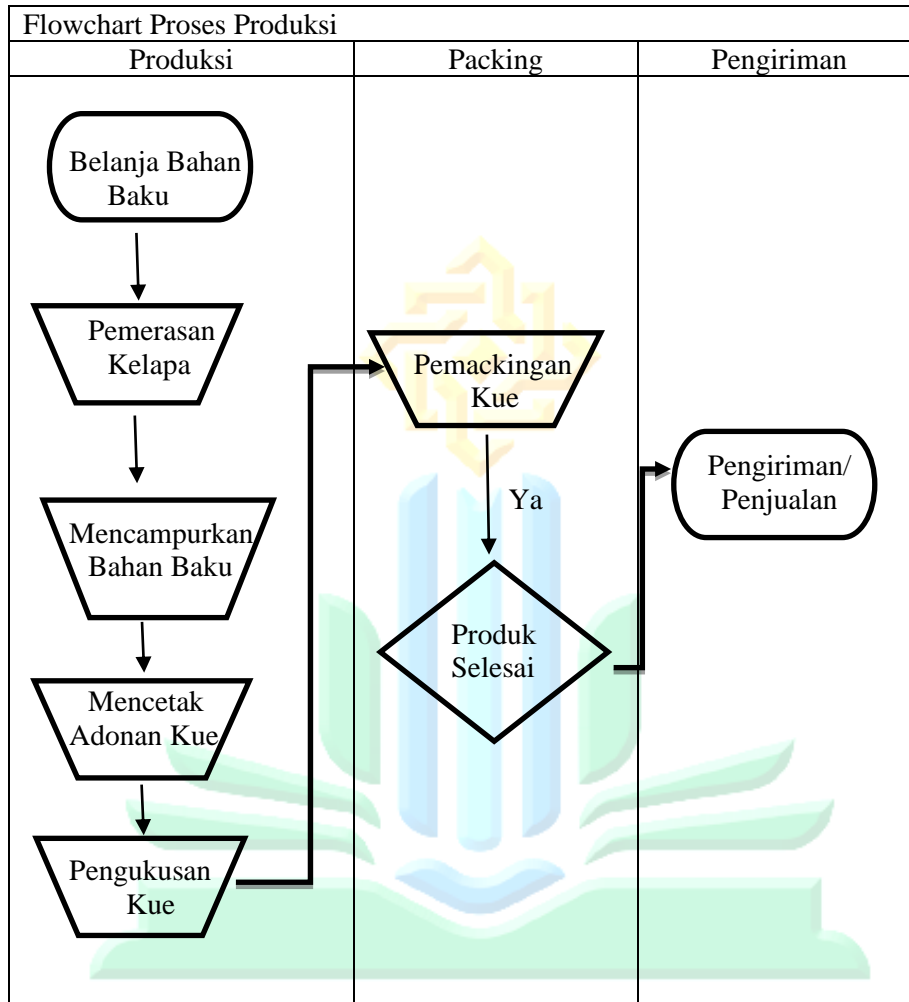 Flowchart Proses Produksi
Produksi
Packing
Pengiriman
Belanja Bahan
Baku
Pemerasan
Kelapa
Mencampurkan
Bahan Baku
Mencetak
Adonan Kue
Pengukusan
Kue
Pemackingan
Kue
Ya
Produk
Selesai
Pengiriman/
Penjualan